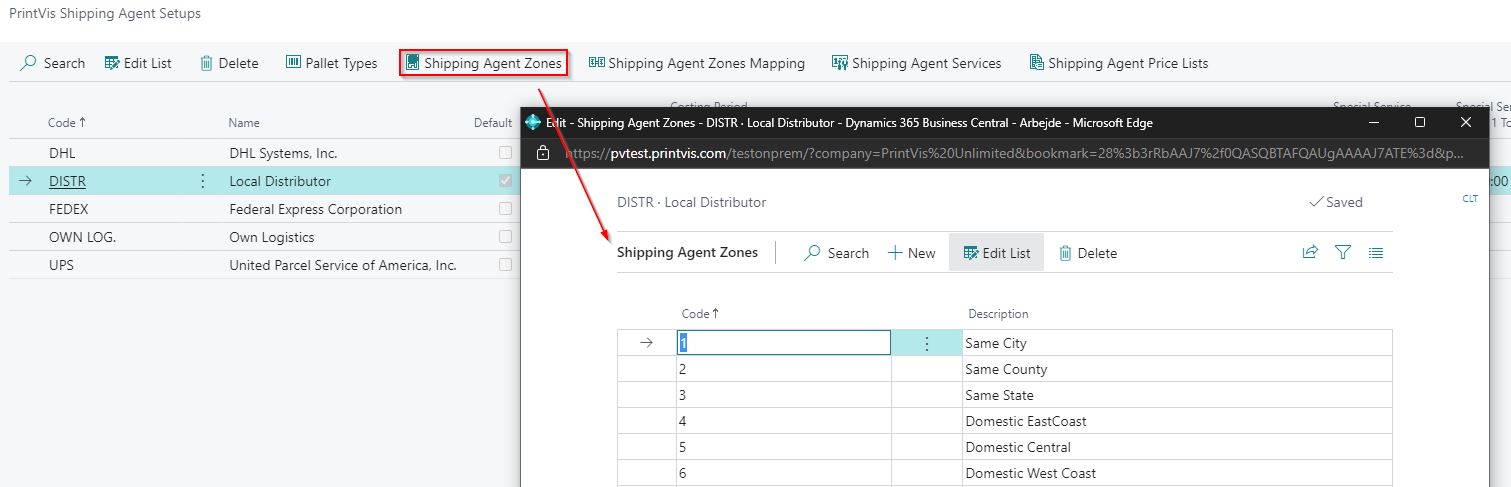 PrintVis Shipping Agent Setups
Search Edit List Delete Pallet Types Shipping Agent Zones Shipping Agent Zones Mapping Shipping Agent Services Shipping Agent Price Lists
Costing Period Special Service Special Se
Code ↑ Name Default 1 To
DHL DHL Systems, Inc.
DISTR Local Distributor :00
FEDEX Federal Express Corporation
OWN LOG. Own Logistics
UPS United Parcel Service of America, Inc.
Edit - Shipping Agent Zones - DISTR · Local Distributor - Dynamics 365 Business Central - Arbejde - Microsoft Edge
https://pvtest.printvis.com/testonprem/?company=PrintVis%20Unlimited&bookmark=28%3b3rRbAAJ7%2f0QASQBTAFQAUgAAAAJ7ATE%3d&p...
DISTR · Local Distributor Saved CLT
Shipping Agent Zones Search New Edit List Delete
Code ↑ Description
1 Same City
2 Same County
3 Same State
4 Domestic EastCoast
5 Domestic Central
6 Domestic West Coast